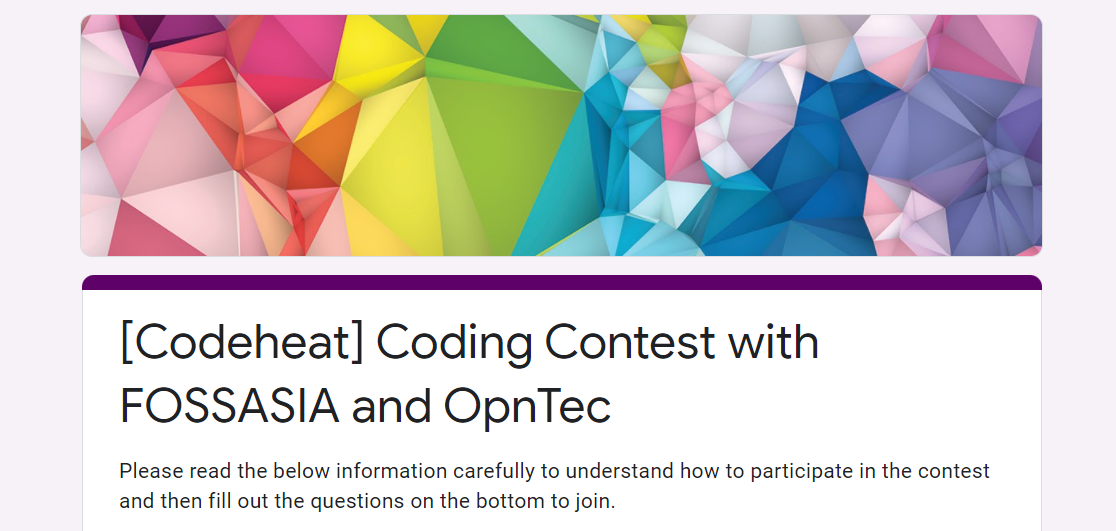 [Codeheat] Coding Contest with
FOSSASIA and OpnTec
Please read the below information carefully to understand how to participate in the contest
and then fill out the questions on the bottom to join.